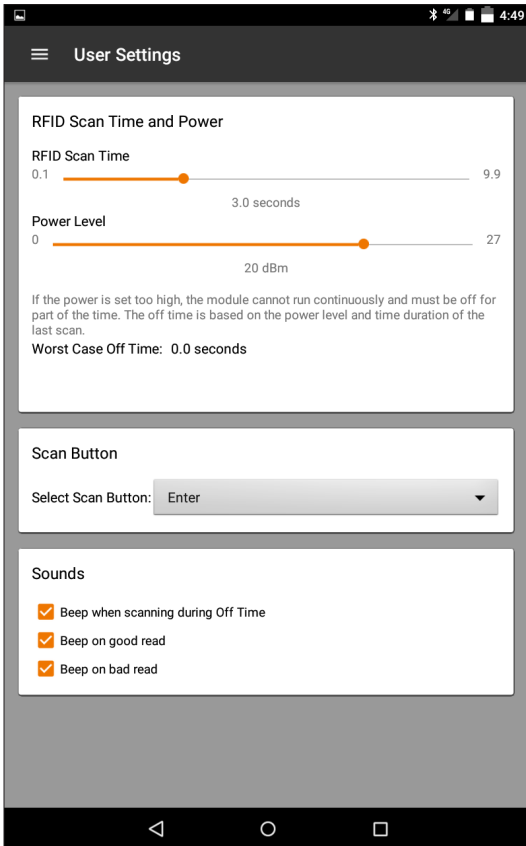 4G 4:49
User Settings
RFID Scan Time and Power
RFID Scan Time
0.1 9.9
3.0 seconds
Power Level
0 27
20 dBm
If the power is set too high, the module cannot run continuously and must be off for
part of the time. The off time is based on the power level and time duration of the
last scan.
Worst Case Off Time: 0.0 seconds
Scan Button
Select Scan Button: Enter
Sounds
Beep when scanning during Off Time
Beep on good read
Beep on bad read